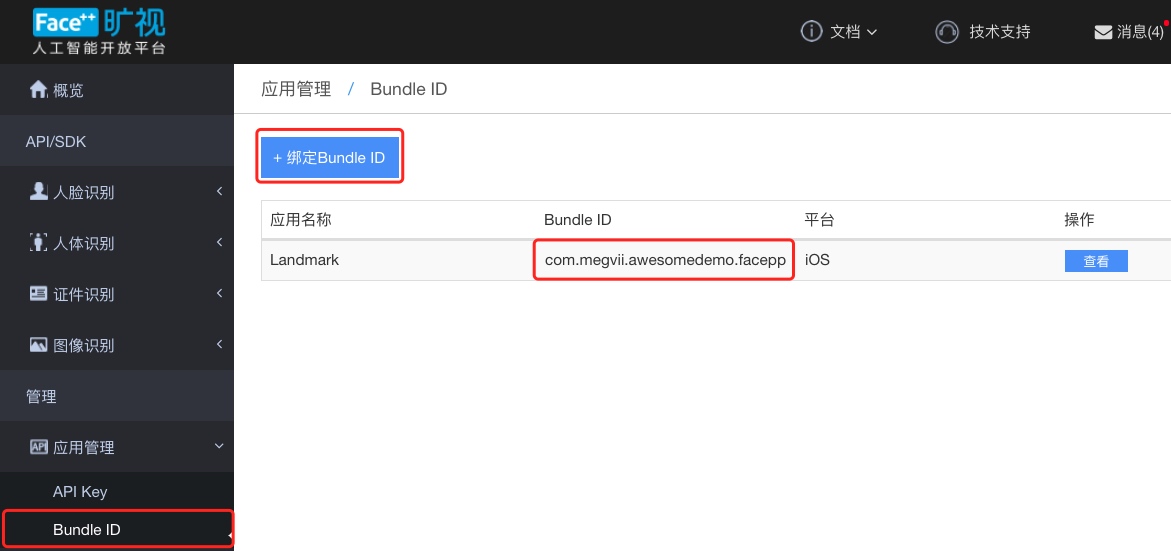 Face++ 旷视
人工智能开放平台
文档
技术支持
消息(4)
概览
API/SDK
人脸识别
人体识别
证件识别
图像识别
管理
API 应用管理
API Key
Bundle ID
应用管理 / Bundle ID
+ 绑定Bundle ID
应用名称 Bundle ID 平台 操作
Landmark com.megvii.awesomedemo.facepp iOS 查看